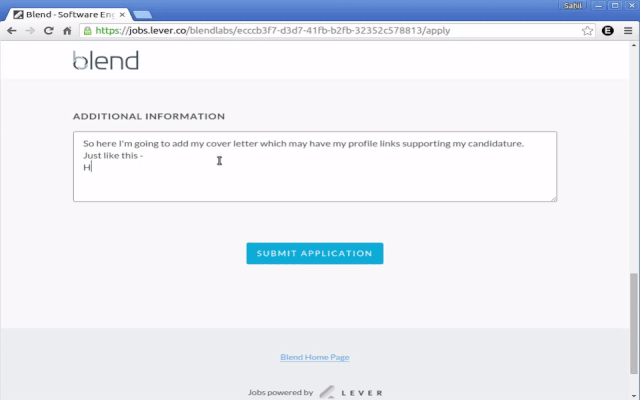 Sahil
Blend - Software Eng
https://jobs.lever.co/blendlabs/ecccb3f7-d3d7-41fb-b2fb-32352c578813/apply
blend
ADDITIONAL INFORMATION
So here I'm going to add my cover letter which may have my profile links supporting my candidature.
Just like this -
H
SUBMIT APPLICATION
Blend Home Page
Jobs powered by LEVER